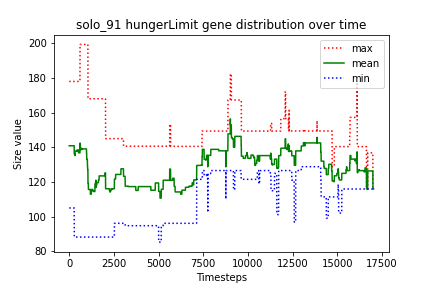 solo_91 hungerLimit gene distribution over time
max
mean
min
Size value
200
180
160
140
120
100
80
0
2500
5000
7500
10000
12500
15000
17500
Timesteps